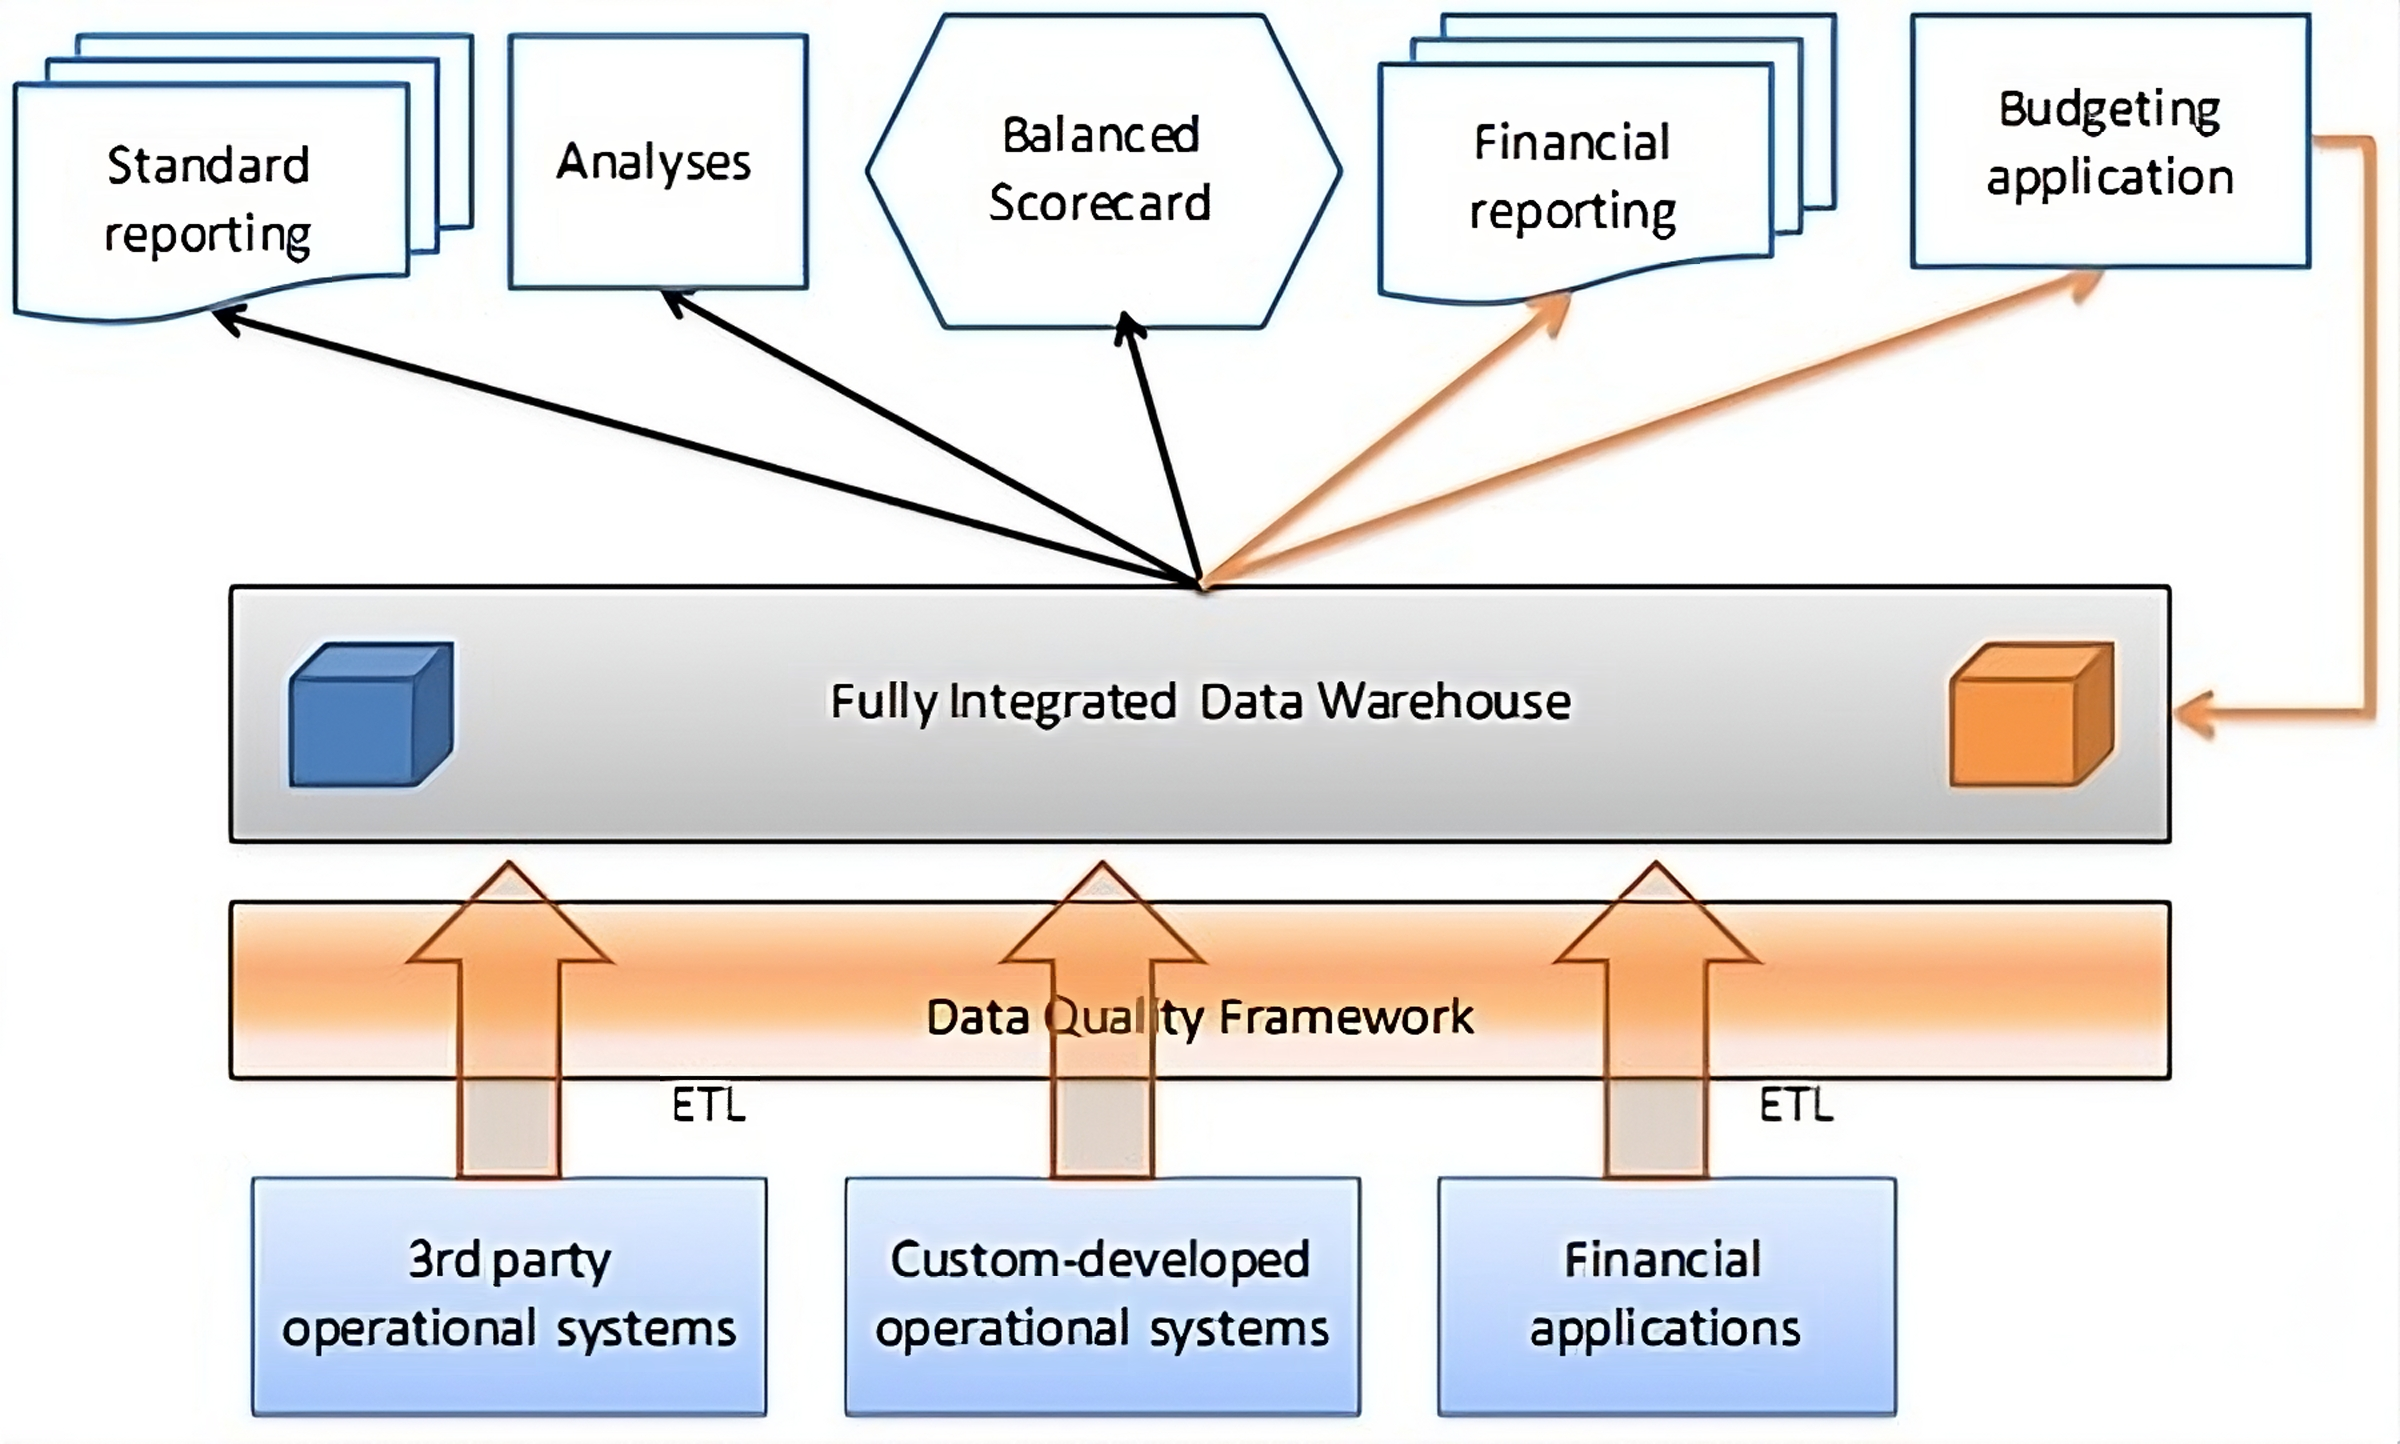 Standard
reporting
Analyses
Balanced
Scorecard
Financial
reporting
Budgeting
application
Fully Integrated Data Warehouse
Data Quality Framework
ETL
ETL
3rd party
operational systems
Custom-developed
operational systems
Financial
applications